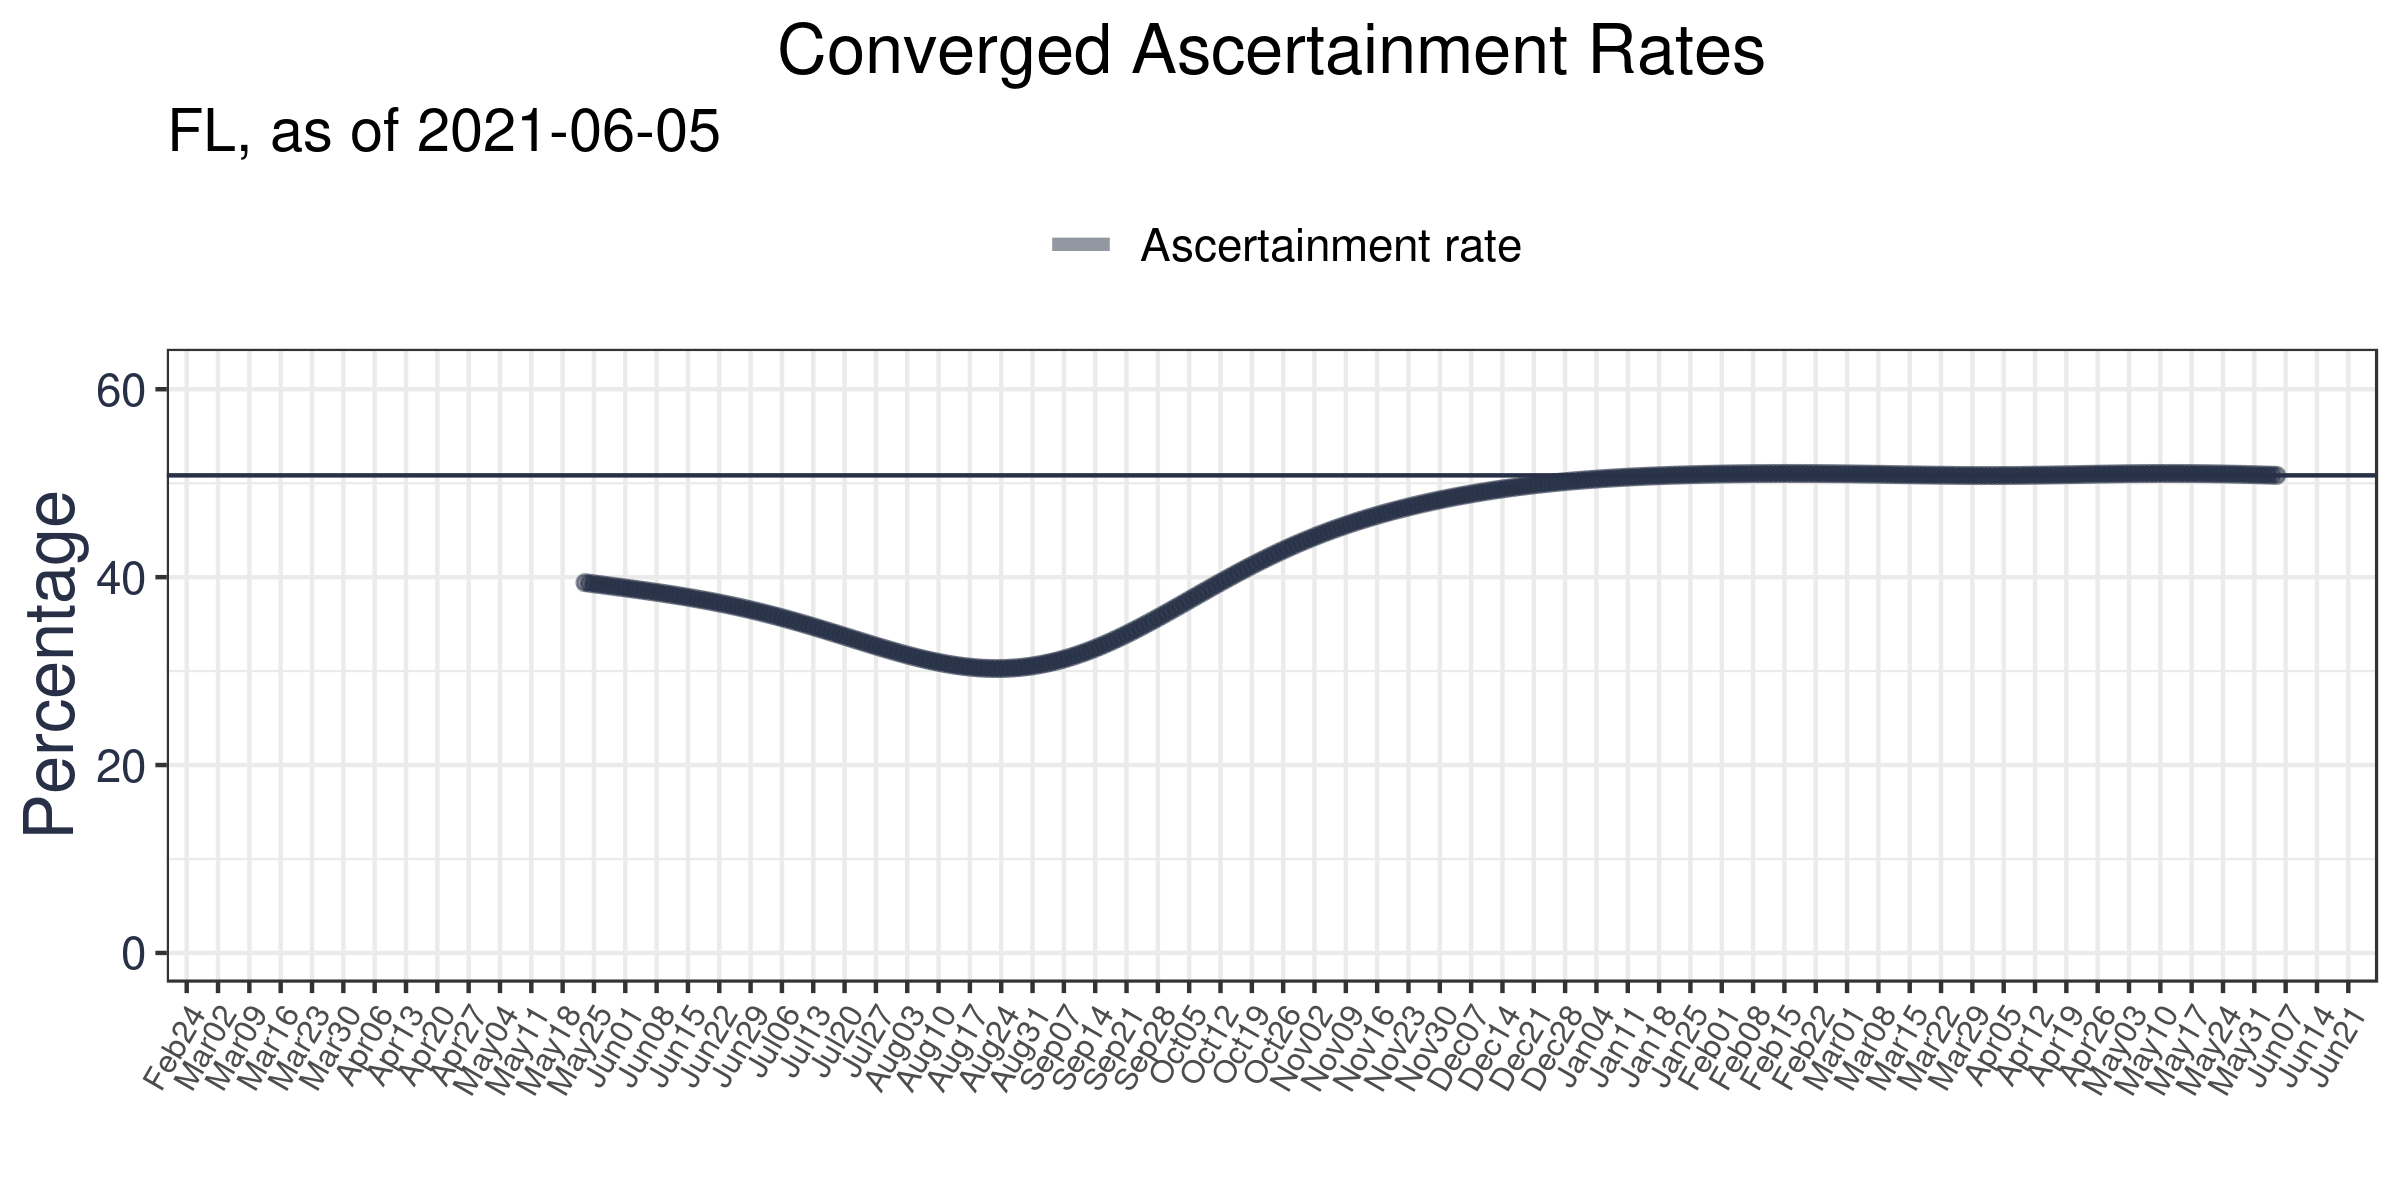 Converged Ascertainment Rates
FL, as of 2021-06-05
Ascertainment rate
Percentage
60
40
20
0
Feb24
Mar02
Mar09
Mar16
Mar23
Mar30
Apr06
Apr13
Apr20
Apr27
May04
May11
May18
May25
Jun01
Jun08
Jun15
Jun22
Jun29
Jul06
Jul13
Jul20
Jul27
Aug03
Aug10
Aug17
Aug24
Aug31
Sep07
Sep14
Sep21
Sep28
Oct05
Oct12
Oct19
Oct26
Nov02
Nov09
Nov16
Nov23
Nov30
Dec07
Dec14
Dec21
Dec28
Jan04
Jan11
Jan18
Jan25
Feb01
Feb08
Feb15
Feb22
Mar01
Mar08
Mar15
Mar22
Mar29
Apr05
Apr12
Apr19
Apr26
May03
May10
May17
May24
May31
Jun07
Jun14
Jun21